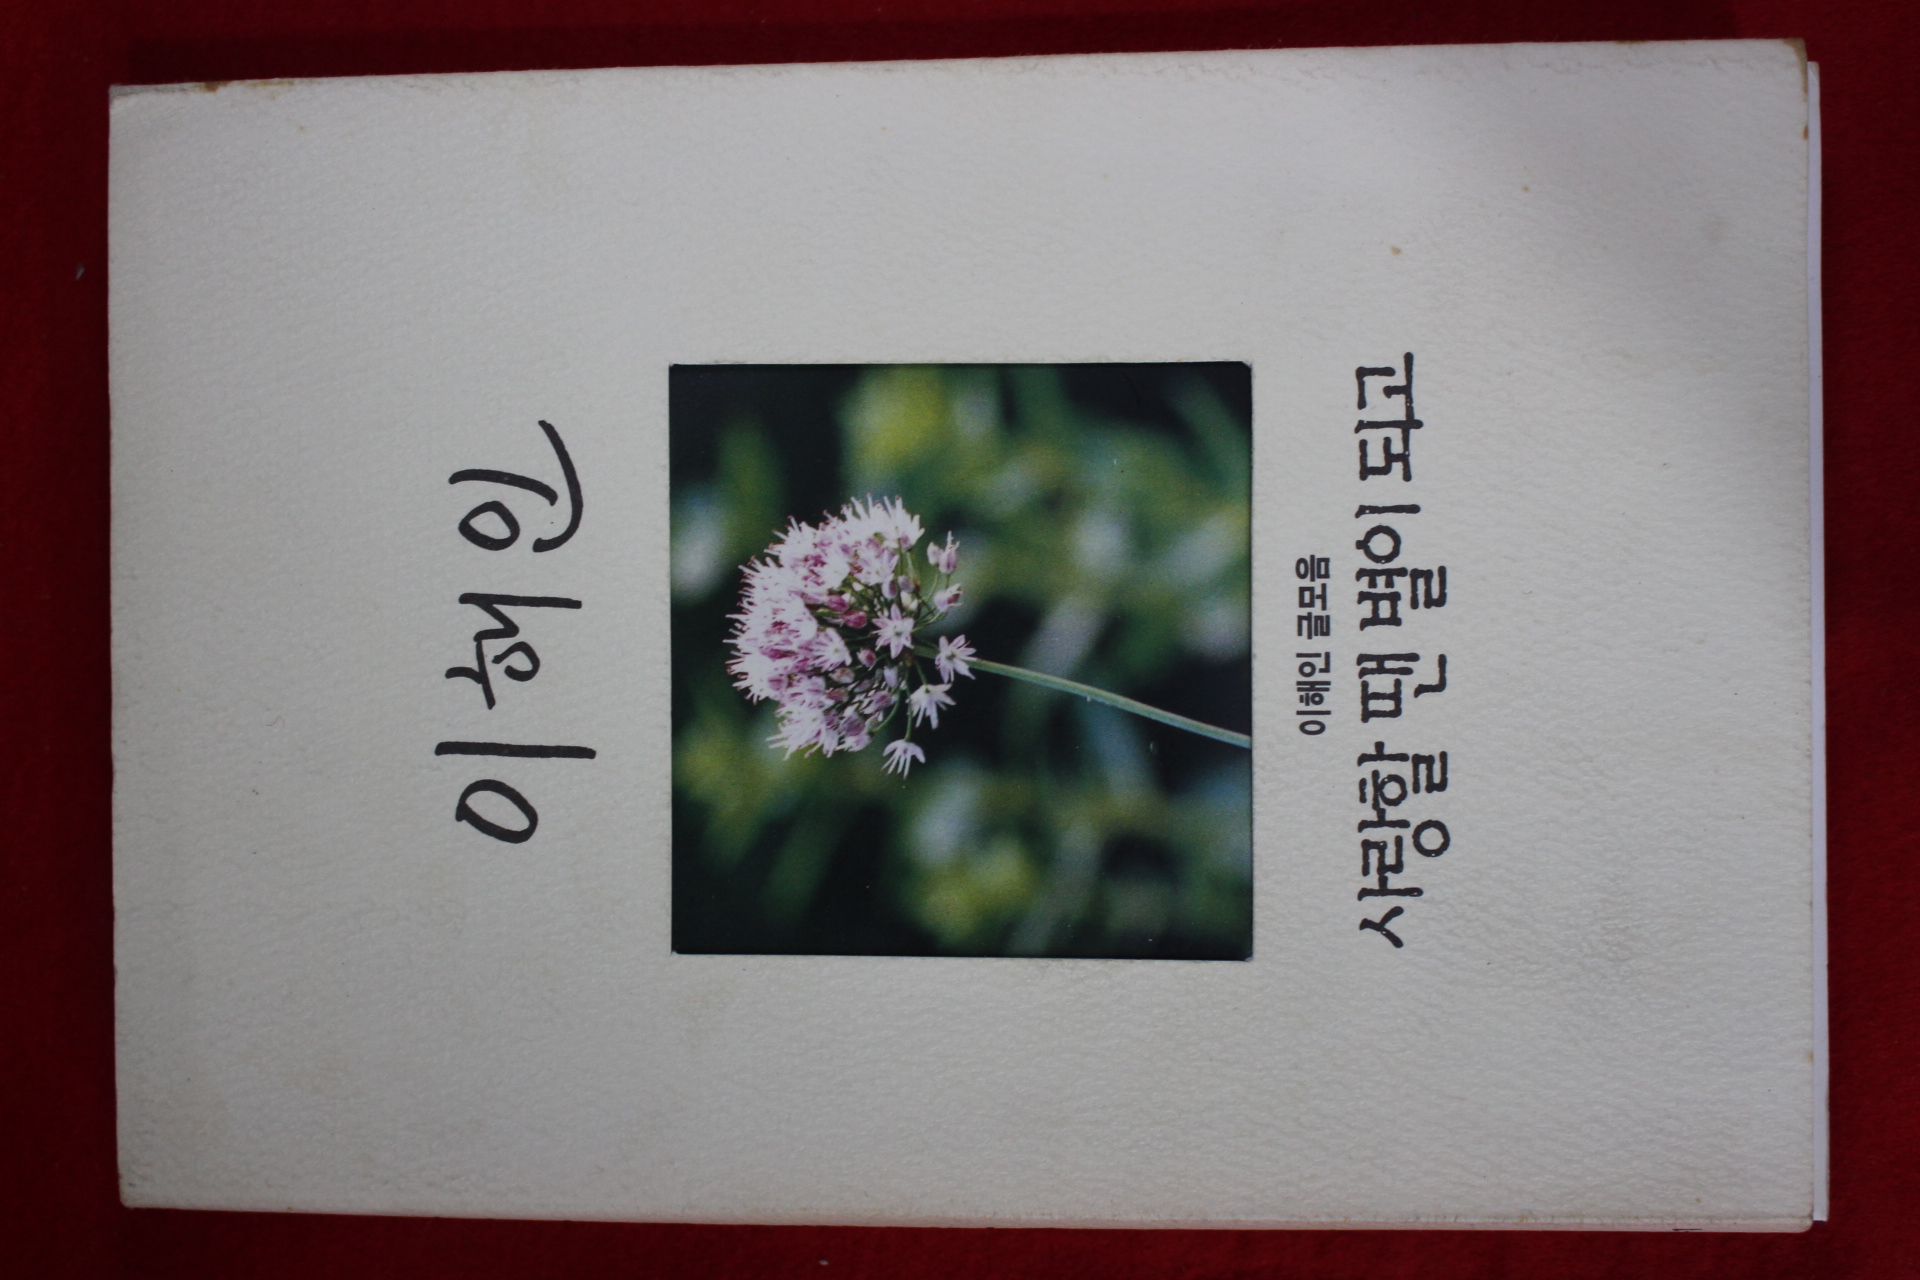 이해인
이해인 글모음
사랑할 땐 별이 되고